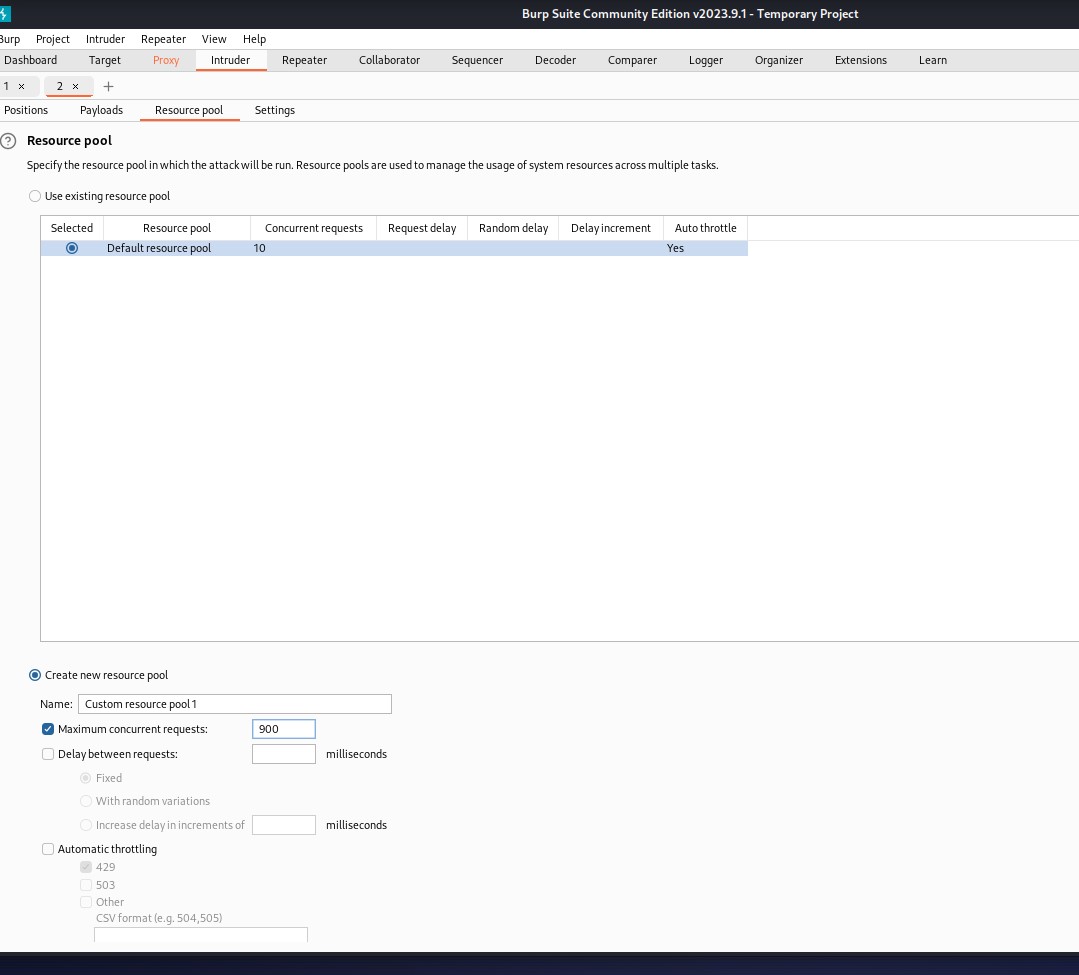 Burp Suite Community Edition v2023.9.1 - Temporary Project
Burp Project Intruder Repeater View Help
Dashboard Target Proxy Intruder Repeater Collaborator Sequencer Decoder Comparer Logger Organizer Extensions Learn
1 × 2 × +
Positions Payloads Resource pool Settings
? Resource pool
Specify the resource pool in which the attack will be run. Resource pools are used to manage the usage of system resources across multiple tasks.
Use existing resource pool
Selected Resource pool Concurrent requests Request delay Random delay Delay increment Auto throttle
Default resource pool 10 Yes
Create new resource pool
Name: Custom resource pool 1
Maximum concurrent requests: 900
Delay between requests: milliseconds
Fixed
With random variations
Increase delay in increments of milliseconds
Automatic throttling
429
503
Other
CSV format (e.g. 504,505)